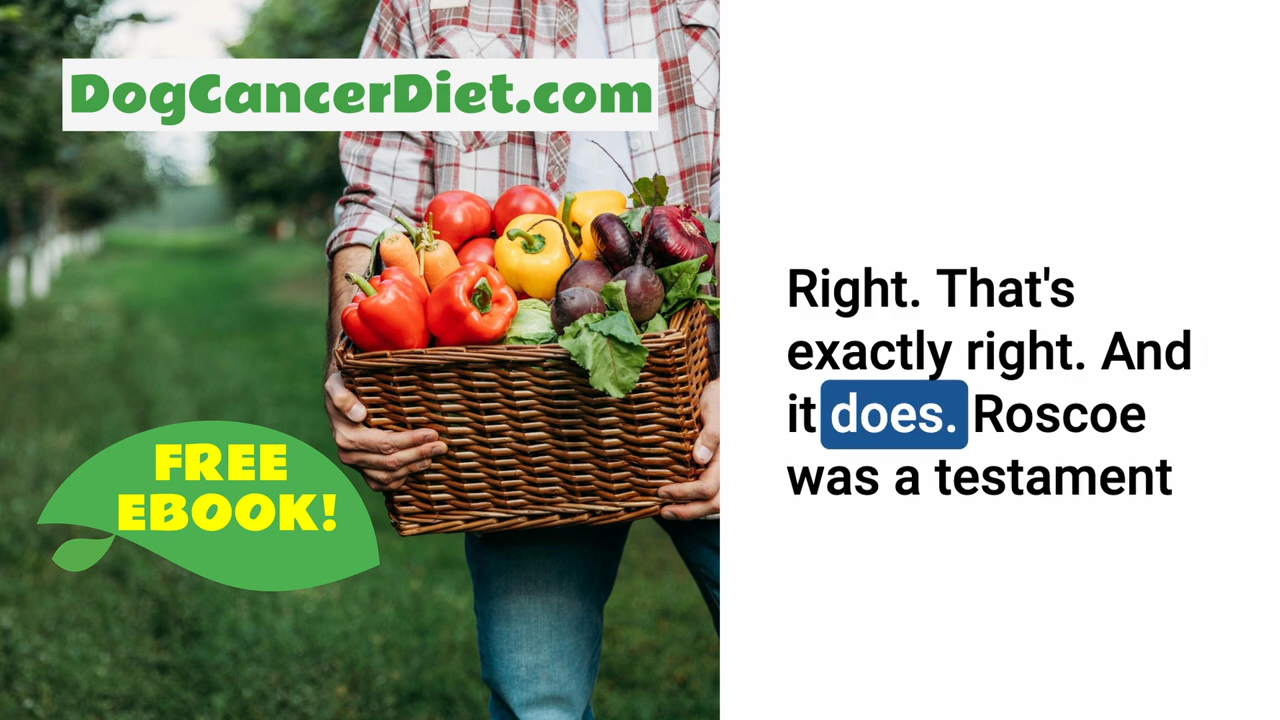 DogCancerDiet.com
FREE
EBOOK!
Right. That's
exactly right. And
it does. Roscoe
was a testament